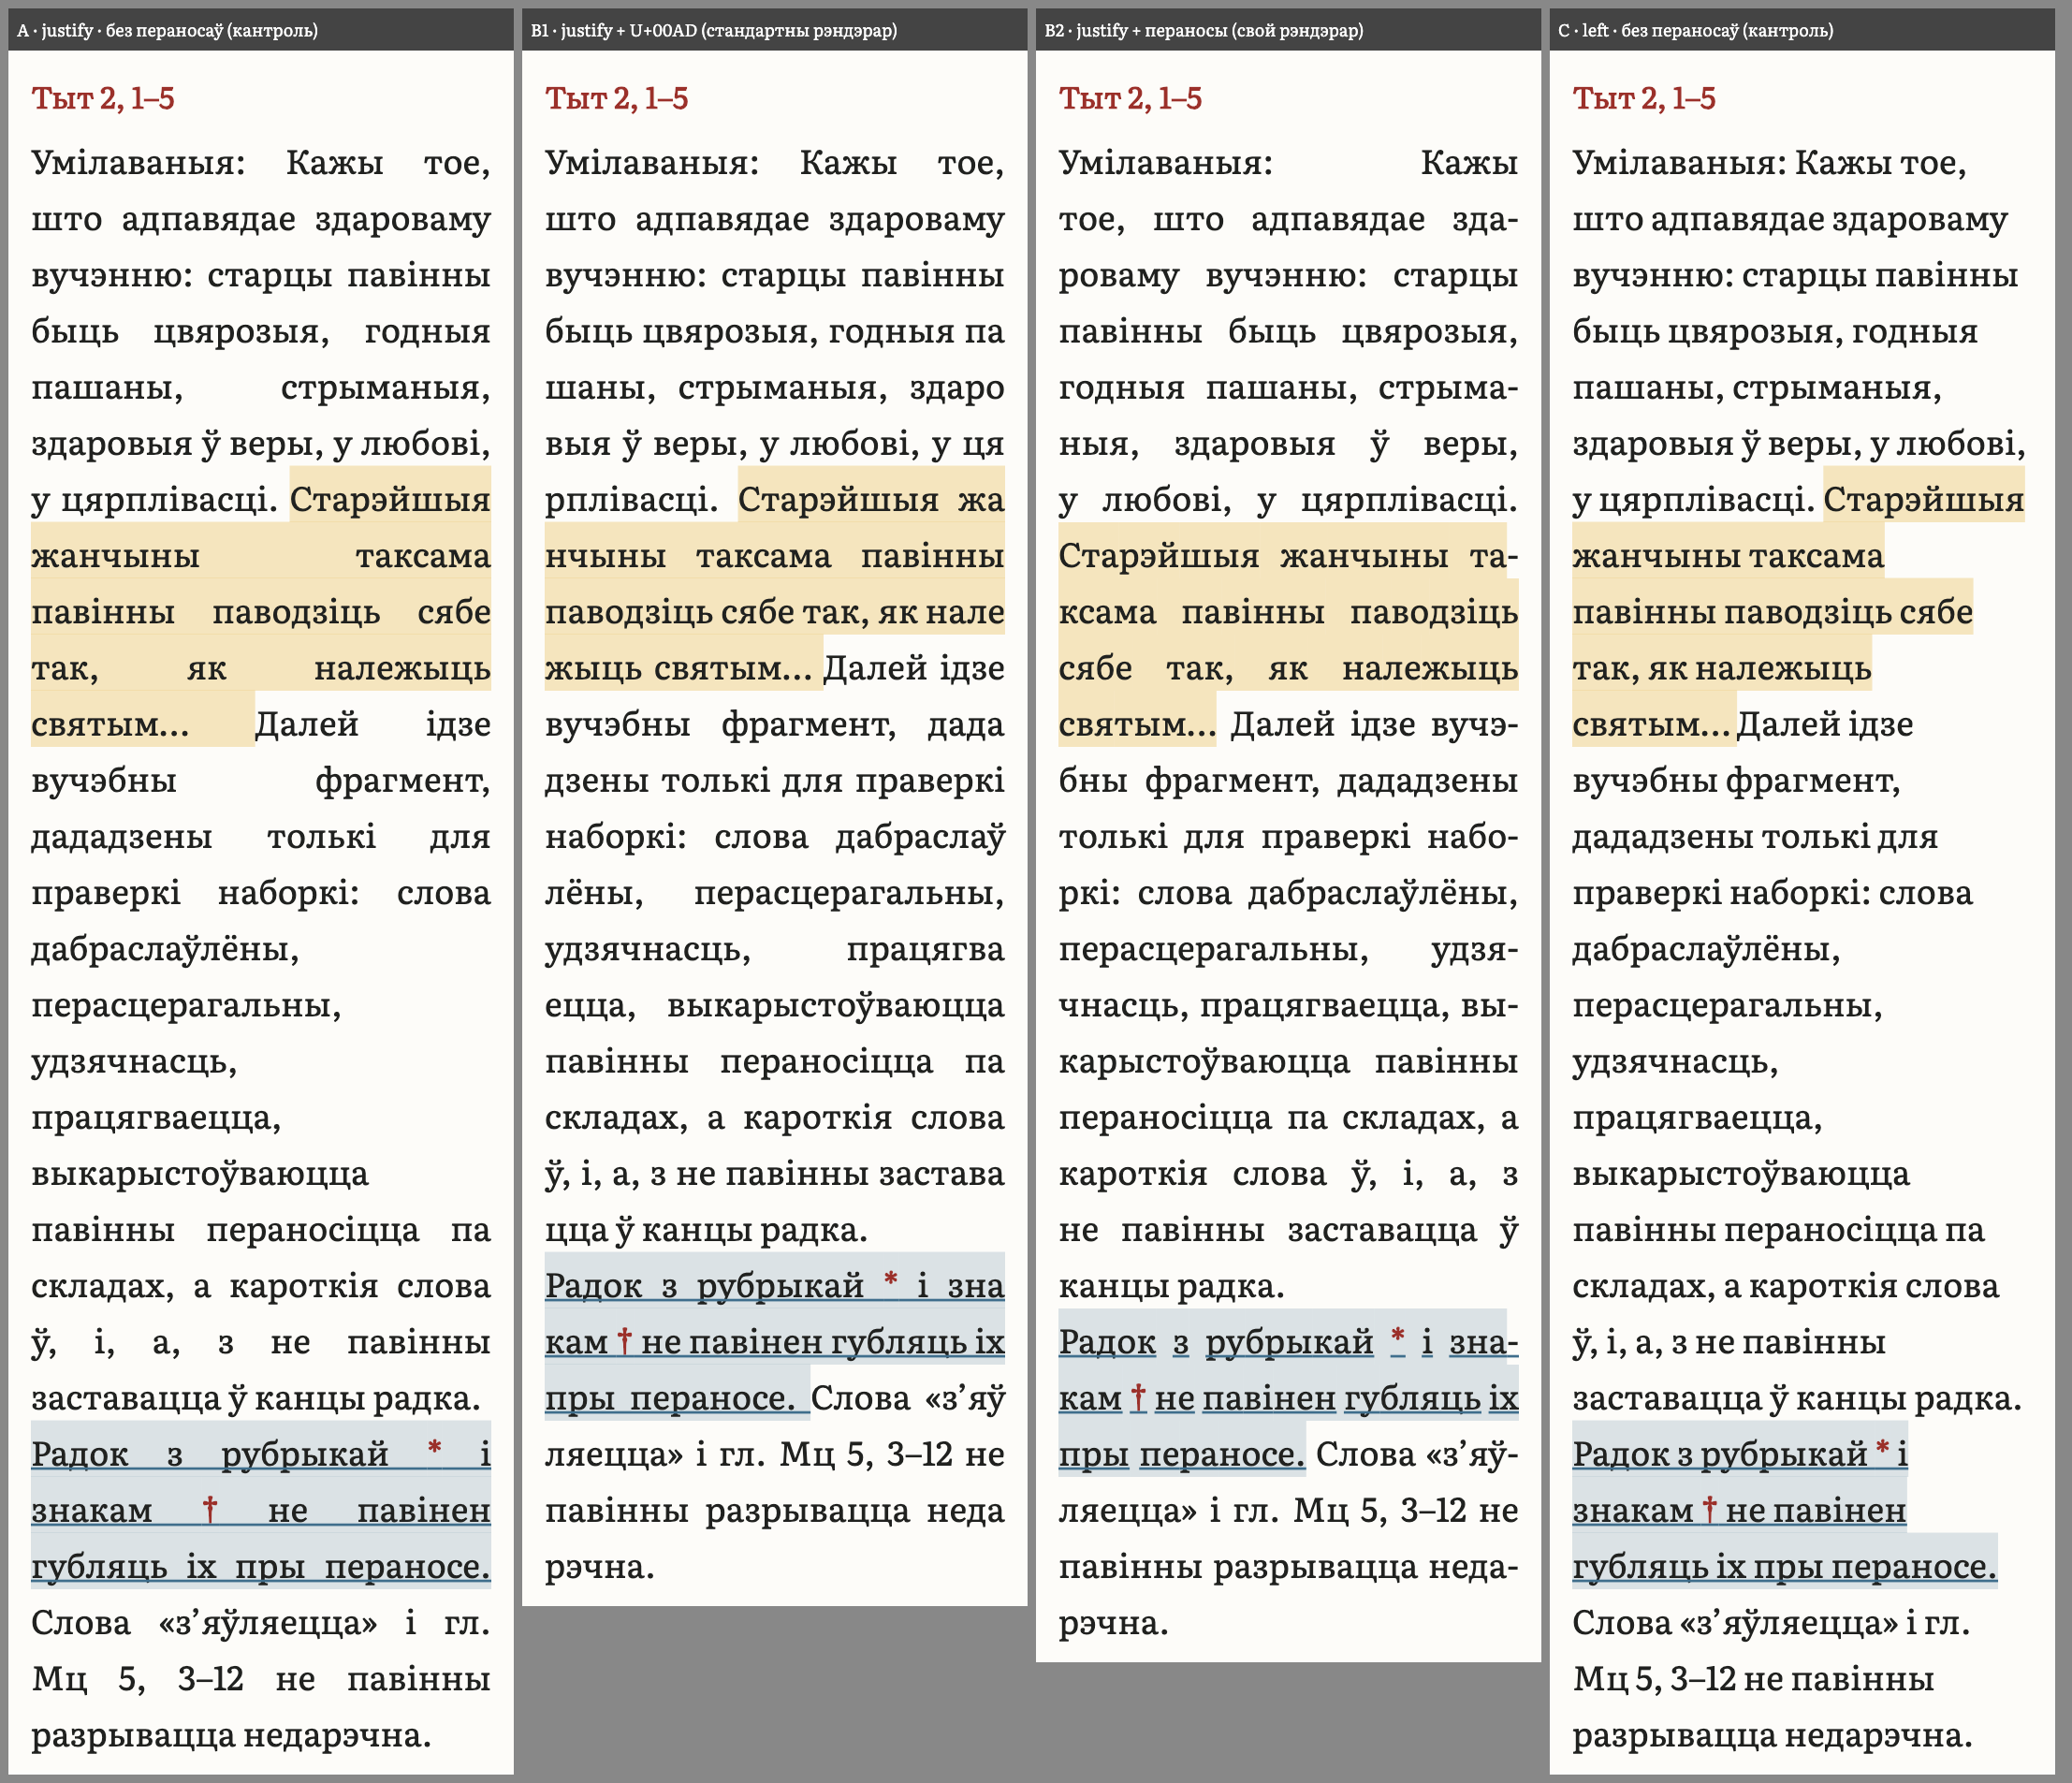 A · justify · без пераносаў (кантроль)
Тыт 2, 1–5
Умілаваныя: Кажы тое,
што адпавядае здароваму
вучэнню: старцы павінны
быць цвярозыя, годныя
пашаны, стрыманыя,
здаровыя ў веры, у любові,
у цярплівасці. Старэйшыя
жанчыны таксама
павінны паводзіць сябе
так, як належыць
святым… Далей ідзе
вучэбны фрагмент,
дададзены толькі для
праверкі наборкі: слова
дабраслаўлёны,
перасцерагальны,
удзячнасць,
працягваецца,
выкарыстоўваюцца
павінны пераносіцца па
складах, а кароткія слова
ў, і, а, з не павінны
заставацца ў канцы радка.
Радок з рубрыкай * і
знакам † не павінен
губляць іх пры пераносе.
Слова «з’яўляецца» і гл.
Мц 5, 3–12 не павінны
разрывацца недарэчна.
B1 · justify + U+00AD (стандартны рэндэрар)
Тыт 2, 1–5
Умілаваныя: Кажы тое,
што адпавядае здароваму
вучэнню: старцы павінны
быць цвярозыя, годныя па
шаны, стрыманыя, здаро
выя ў веры, у любові, у ця
рплівасці. Старэйшыя жа
нчыны таксама павінны
паводзіць сябе так, як нале
жыць святым… Далей ідзе
вучэбны фрагмент, дада
дзены толькі для праверкі
наборкі: слова дабраслаў
лёны, перасцерагальны,
удзячнасць, працягва
ецца, выкарыстоўваюцца
павінны пераносіцца па
складах, а кароткія слова
ў, і, а, з не павінны застава
цца ў канцы радка.
Радок з рубрыкай * і зна
кам † не павінен губляць іх
пры пераносе. Слова «з’яў
ляецца» і гл. Мц 5, 3–12 не
павінны разрывацца неда
рэчна.
B2 · justify + пераносы (свой рэндэрар)
Тыт 2, 1–5
Умілаваныя: Кажы
тое, што адпавядае зда-
роваму вучэнню: старцы
павінны быць цвярозыя,
годныя пашаны, стрыма-
ныя, здаровыя ў веры,
у любові, у цярплівасці.
Старэйшыя жанчыны та-
ксама павінны паводзіць
сябе так, як належыць
святым… Далей ідзе вучэ-
бны фрагмент, дададзены
толькі для праверкі набо-
ркі: слова дабраслаўлёны,
перасцерагальны, удзя-
чнасць, працягваецца, вы-
карыстоўваюцца павінны
пераносіцца па складах, а
кароткія слова ў, і, а, з
не павінны заставацца ў
канцы радка.
Радок з рубрыкай * і зна-
кам † не павінен губляць іх
пры пераносе. Слова «з’яў-
ляецца» і гл. Мц 5, 3–12 не
павінны разрывацца неда-
рэчна.
C · left · без пераносаў (кантроль)
Тыт 2, 1–5
Умілаваныя: Кажы тое,
што адпавядае здароваму
вучэнню: старцы павінны
быць цвярозыя, годныя
пашаны, стрыманыя,
здаровыя ў веры, у любові,
у цярплівасці. Старэйшыя
жанчыны таксама
павінны паводзіць сябе
так, як належыць
святым… Далей ідзе
вучэбны фрагмент,
дададзены толькі для
праверкі наборкі: слова
дабраслаўлёны,
перасцерагальны,
удзячнасць,
працягваецца,
выкарыстоўваюцца
павінны пераносіцца па
складах, а кароткія слова
ў, і, а, з не павінны
заставацца ў канцы радка.
Радок з рубрыкай * і
знакам † не павінен
губляць іх пры пераносе.
Слова «з’яўляецца» і гл.
Мц 5, 3–12 не павінны
разрывацца недарэчна.